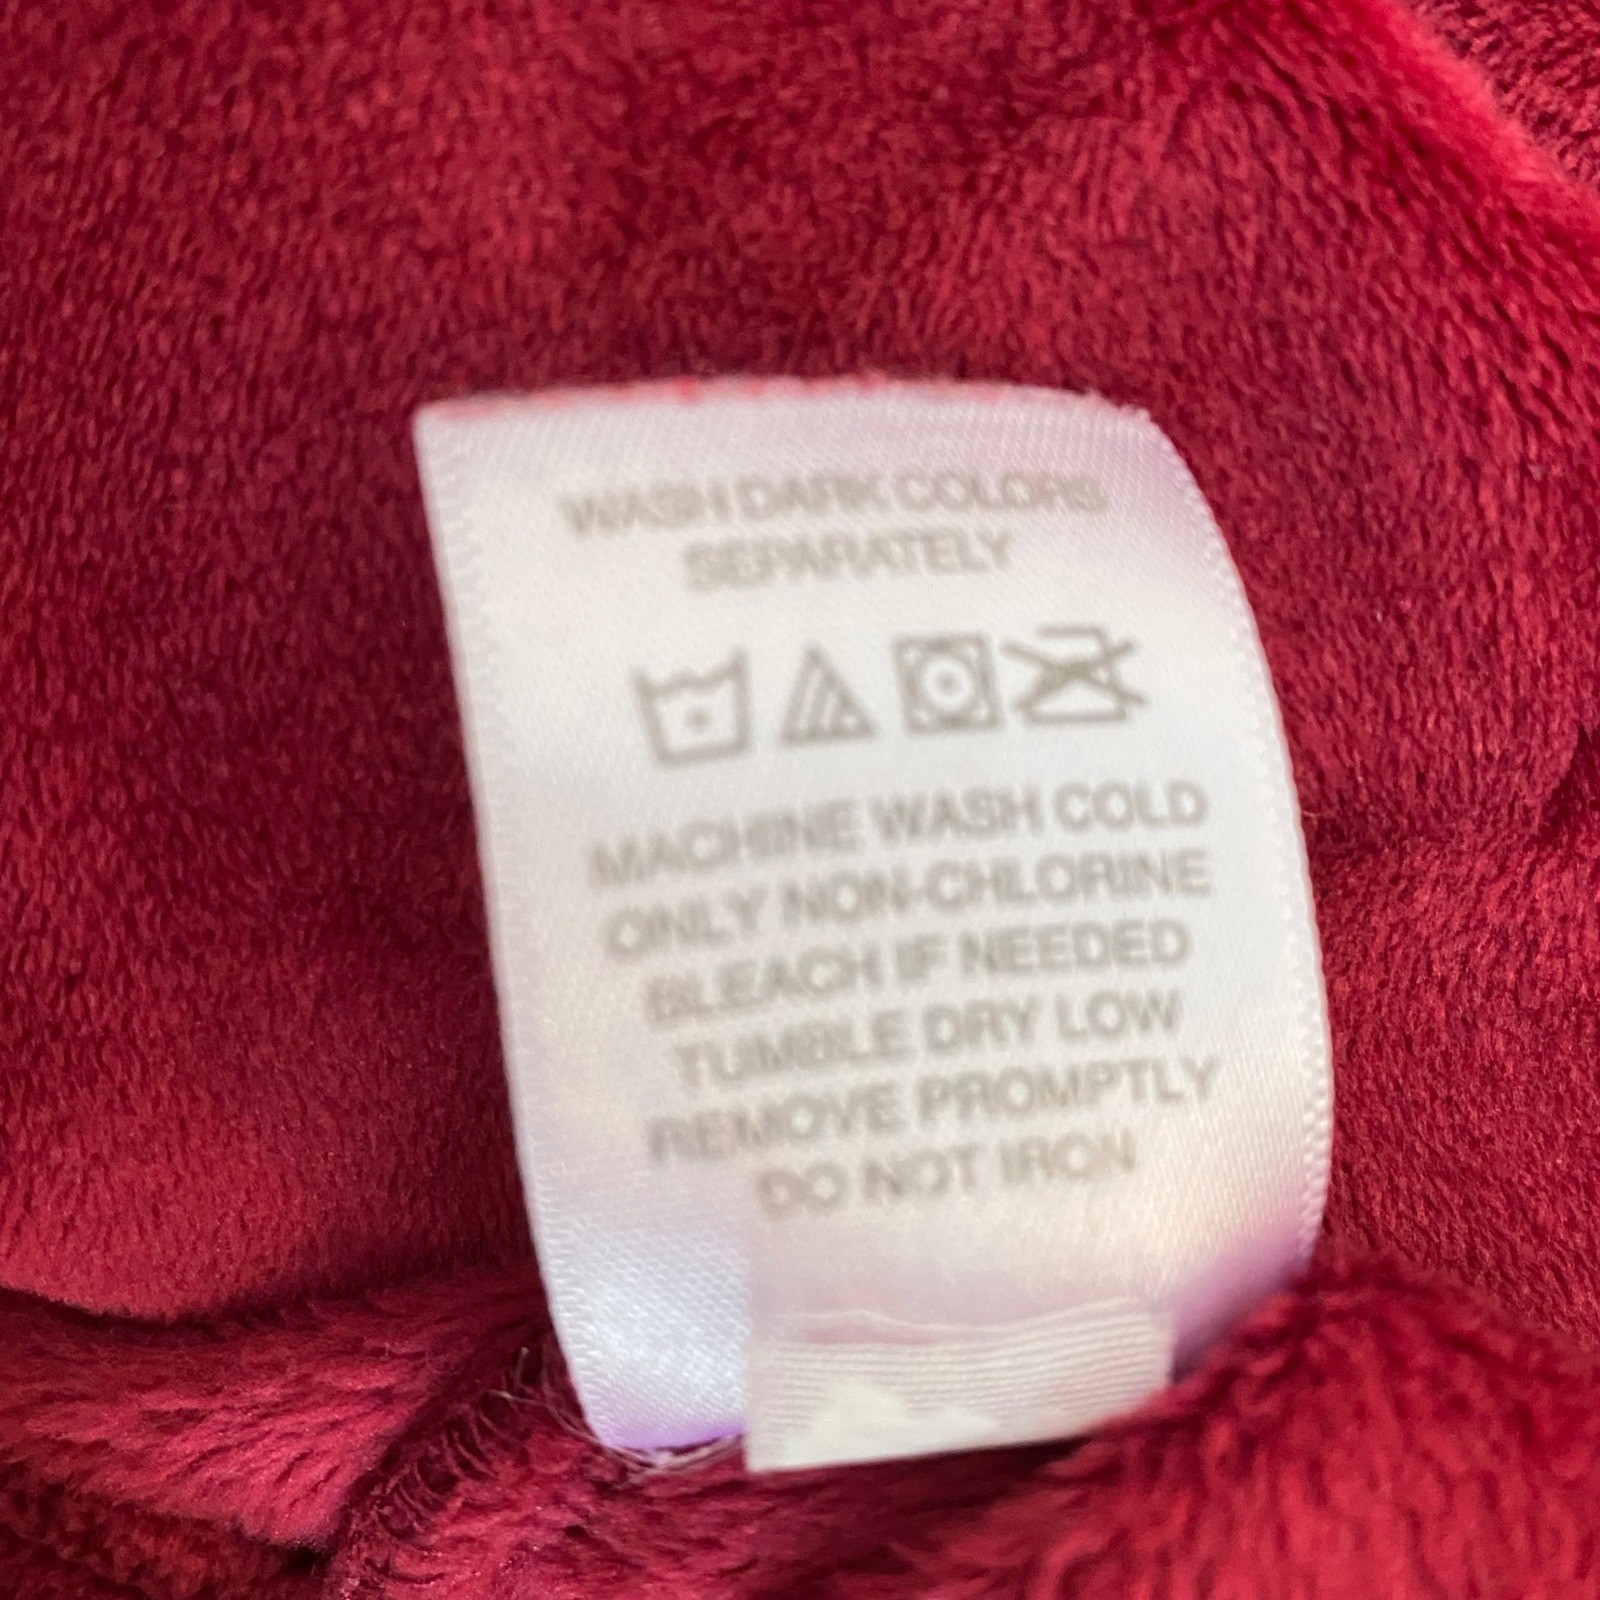 WASH DARK COLORS
SEPARATELY
MACHINE WASH COLD
ONLY NON-CHLORINE
BLEACH IF NEEDED
TUMBLE DRY LOW
REMOVE PROMPTLY
DO NOT IRON